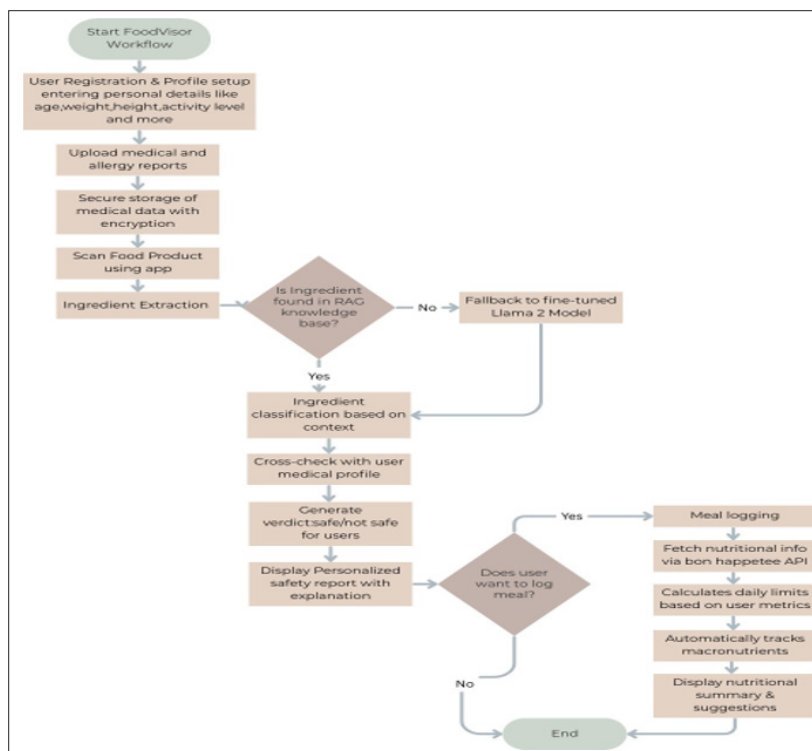 Start FoodVisor
Workflow
User Registration & Profile setup
entering personal details like
age,weight,height,activity level
and more
Upload medical and
allergy reports
Secure storage of
medical data with
encryption
Scan Food Product
using app
Ingredient Extraction
Is Ingredient
found in RAG
knowledge
base?
No
Fallback to fine-tuned
Llama 2 Model
Yes
Ingredient
classification based on
context
Cross-check with user
medical profile
Generate
verdict:safe/not safe
for users
Display Personalized
safety report with
explanation
Does user
want to log
meal?
Yes
Meal logging
Fetch nutritional info
via bon happetee API
Calculates daily limits
based on user metrics
Automatically tracks
macronutrients
Display nutritional
summary &
suggestions
No
End